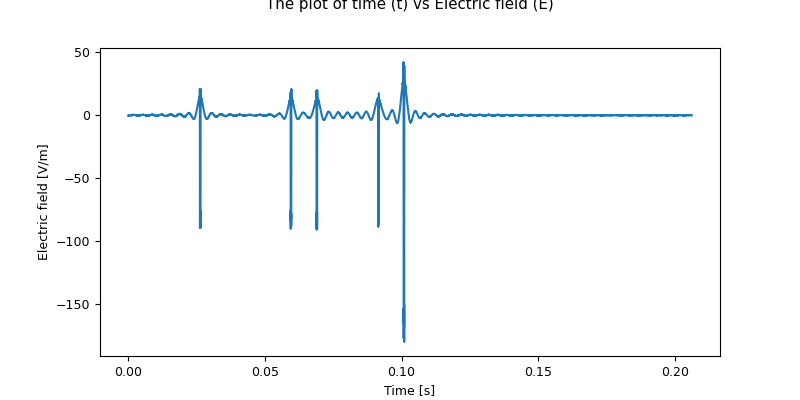 The plot of time (t) vs Electric field (E)
50
0
−50
−100
−150
Electric field [V/m]
0.00 0.05 0.10 0.15 0.20
Time [s]